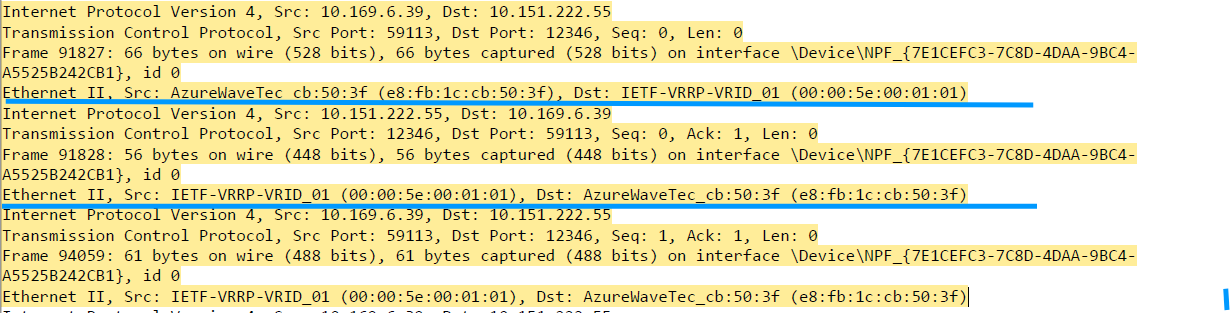 Internet Protocol Version 4, Src: 10.169.6.39, Dst: 10.151.222.55
Transmission Control Protocol, Src Port: 59113, Dst Port: 12346, Seq: 0, Len: 0
Frame 91827: 66 bytes on wire (528 bits), 66 bytes captured (528 bits) on interface \Device\NPF_{7E1CEFC3-7C8D-4DAA-9BC4-
A5525B242CB1}, id 0
Ethernet II, Src: AzureWaveTec_cb:50:3f (e8:fb:1c:cb:50:3f), Dst: IETF-VRRP-VRID_01 (00:00:5e:00:01:01)
Internet Protocol Version 4, Src: 10.151.222.55, Dst: 10.169.6.39
Transmission Control Protocol, Src Port: 12346, Dst Port: 59113, Seq: 0, Ack: 1, Len: 0
Frame 91828: 56 bytes on wire (448 bits), 56 bytes captured (448 bits) on interface \Device\NPF_{7E1CEFC3-7C8D-4DAA-9BC4-
A5525B242CB1}, id 0
Ethernet II, Src: IETF-VRRP-VRID_01 (00:00:5e:00:01:01), Dst: AzureWaveTec_cb:50:3f (e8:fb:1c:cb:50:3f)
Internet Protocol Version 4, Src: 10.169.6.39, Dst: 10.151.222.55
Transmission Control Protocol, Src Port: 59113, Dst Port: 12346, Seq: 1, Ack: 1, Len: 0
Frame 94059: 61 bytes on wire (488 bits), 61 bytes captured (488 bits) on interface \Device\NPF_{7E1CEFC3-7C8D-4DAA-9BC4-
A5525B242CB1}, id 0
Ethernet II, Src: IETF-VRRP-VRID_01 (00:00:5e:00:01:01), Dst: AzureWaveTec_cb:50:3f (e8:fb:1c:cb:50:3f)